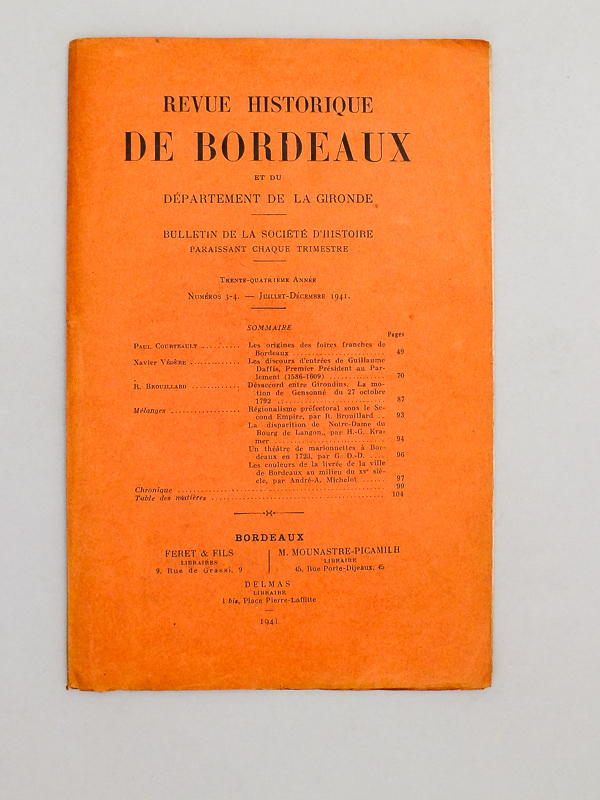 REVUE HISTORIQUE
DE BORDEAUX
ET DU
DÉPARTEMENT DE LA GIRONDE
BULLETIN DE LA SOCIÉTÉ D'HISTOIRE
PARAISSANT CHAQUE TRIMESTRE
TRENTE-QUATRIÈME ANNÉE
NUMÉROS 3-4. — JUILLET-DÉCEMBRE 1941.
SOMMAIRE
Pages
PAUL COURTEAULT .......... Les origines des foires franches de
Bordeaux .................... 49
XAVIER VÉDÈRE ............. Les discours d'entrées de Guillaume
Daffis, Premier Président au Par-
lement (1586-1609) ............. 70
R. BROUILLARD ............. Désaccord entre Girondins. La mo-
tion de Gensonné du 27 octobre
1792 .......................... 87
Mélanges .................. Régionalisme préfectoral sous le Se-
cond Empire, par R. Brouillard .. 93
La disparition de Notre-Dame du
Bourg de Langon,, par H.-G. Kra-
mer .......................... 94
Un théâtre de marionnettes à Bor-
deaux en 1723, par G. D.-D. .... 96
Les couleurs de la livrée de la ville
de Bordeaux au milieu du XVe siè-
cle, par André-A. Michelot ...... 97
Chronique .................................. 99
Table des matières .......................... 104
BORDEAUX
FERET & FILS
LIBRAIRES
9, Rue de Grassi, 9
M. MOUNASTRE-PICAMILH
LIBRAIRE
45, Rue Porte-Dijeaux, 45
DELMAS
LIBRAIRE
1 bis, Place Pierre-Laffitte
1941